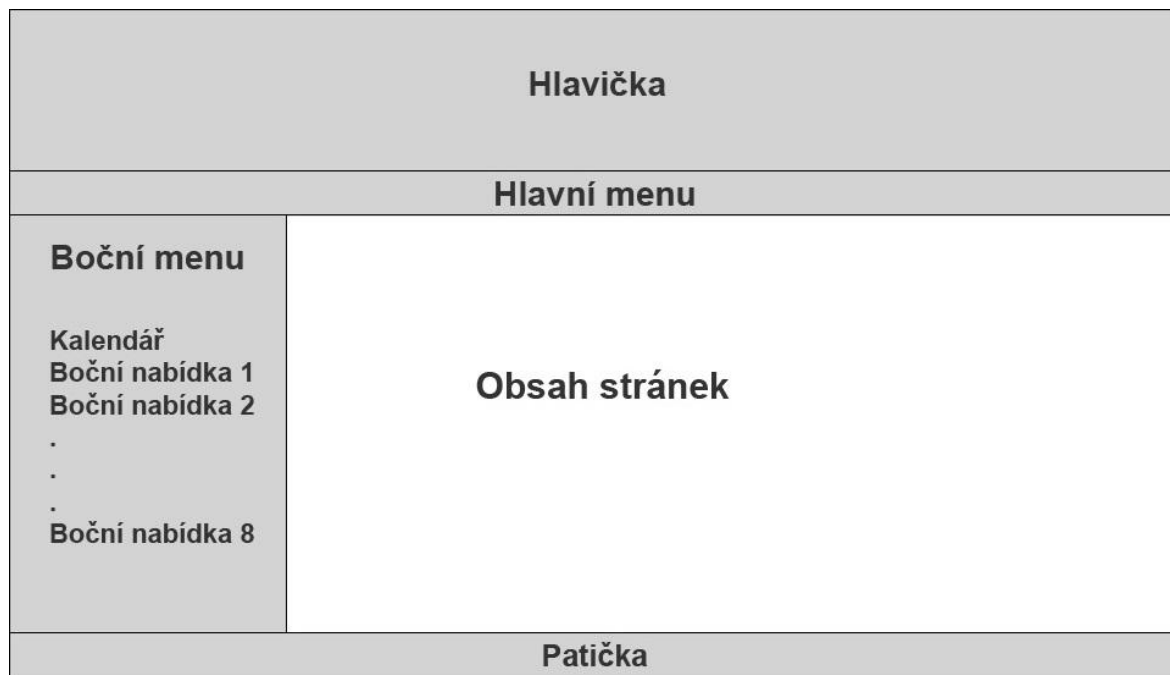 Hlavička
Hlavní menu
Boční menu
Kalendář
Boční nabídka 1
Boční nabídka 2
.
.
.
Boční nabídka 8
Obsah stránek
Patička